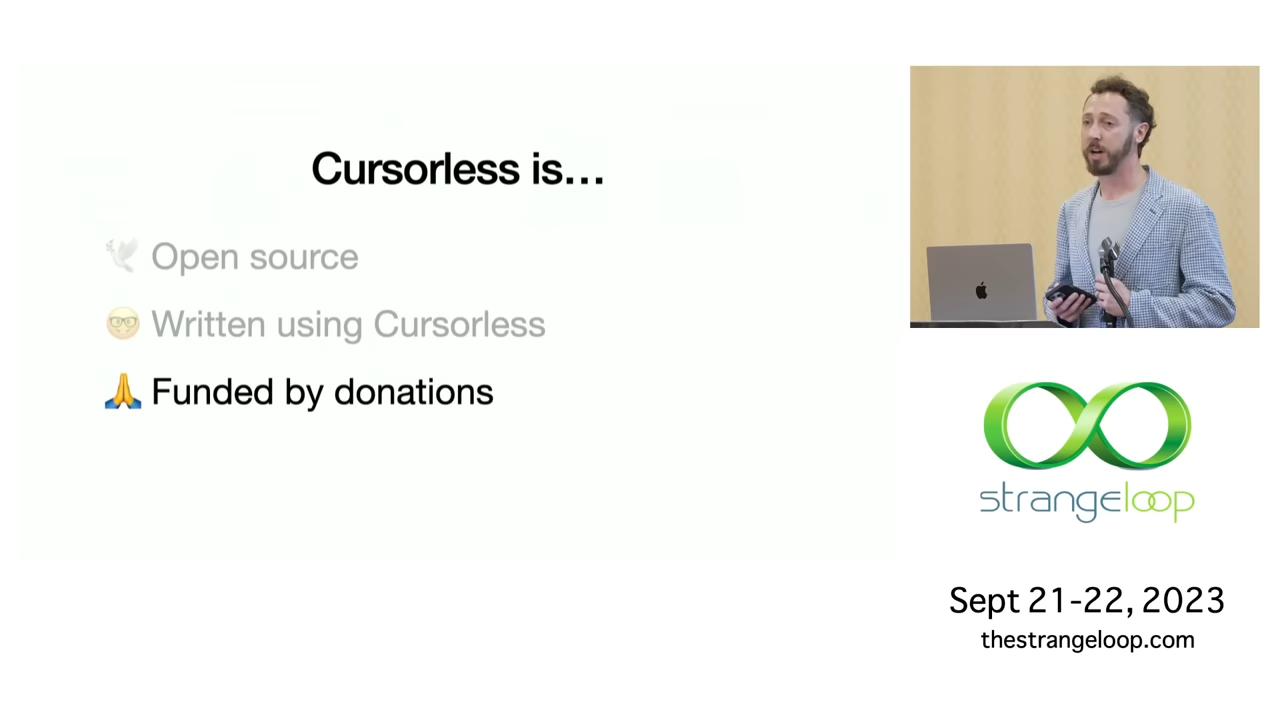 Cursorless is...
Open source
Written using Cursorless
Funded by donations
strangeloop
Sept 21-22, 2023
thestrangeloop.com